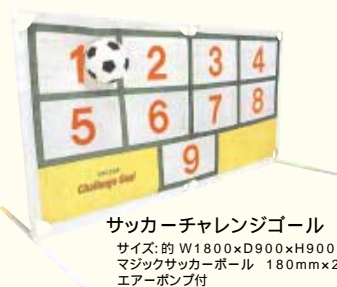 1 2 3 4
5 6 7 8
9
SOCCER
Challenge Goal
サッカーチャレンジゴール
サイズ:的 W1800×D900×H900
マジックサッカーボール 180mm×2
エアーポンプ付